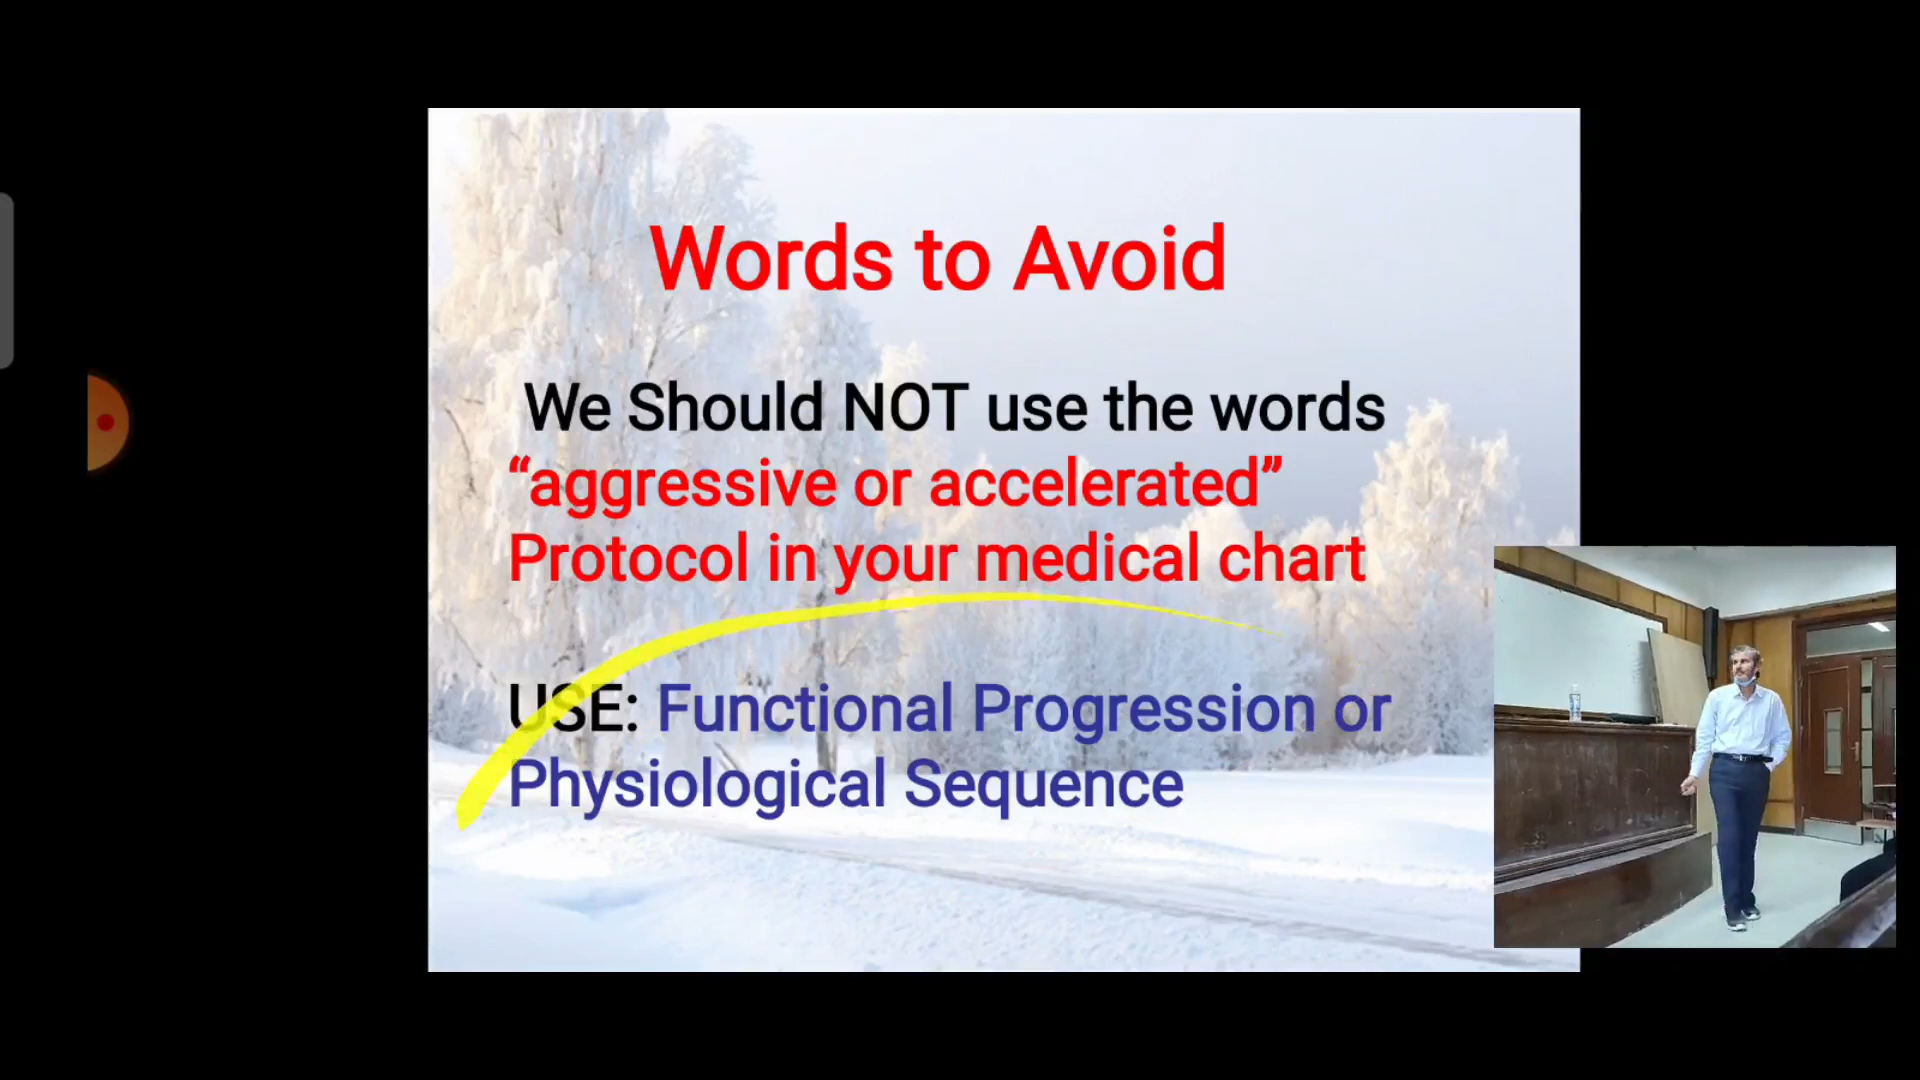 Words to Avoid
We Should NOT use the words
“aggressive or accelerated”
Protocol in your medical chart
USE: Functional Progression or
Physiological Sequence